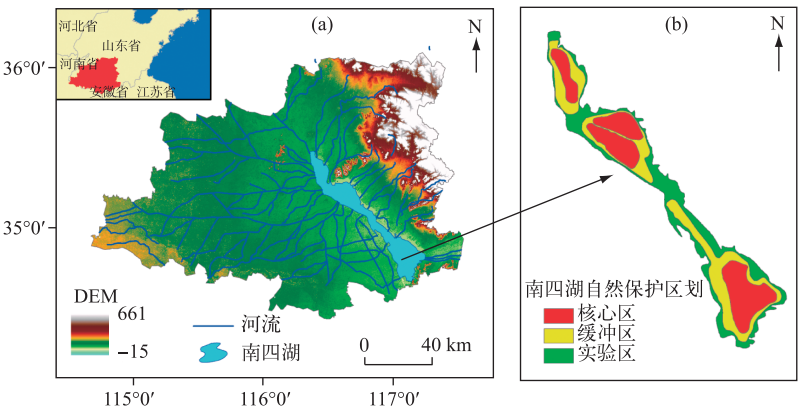 (a)
N
河北省
山东省
河南省
安徽省
江苏省
36°0′
35°0′
DEM
661
−15
河流
南四湖
0
40 km
115°0′
116°0′
117°0′
(b)
N
南四湖自然保护区划
核心区
缓冲区
实验区